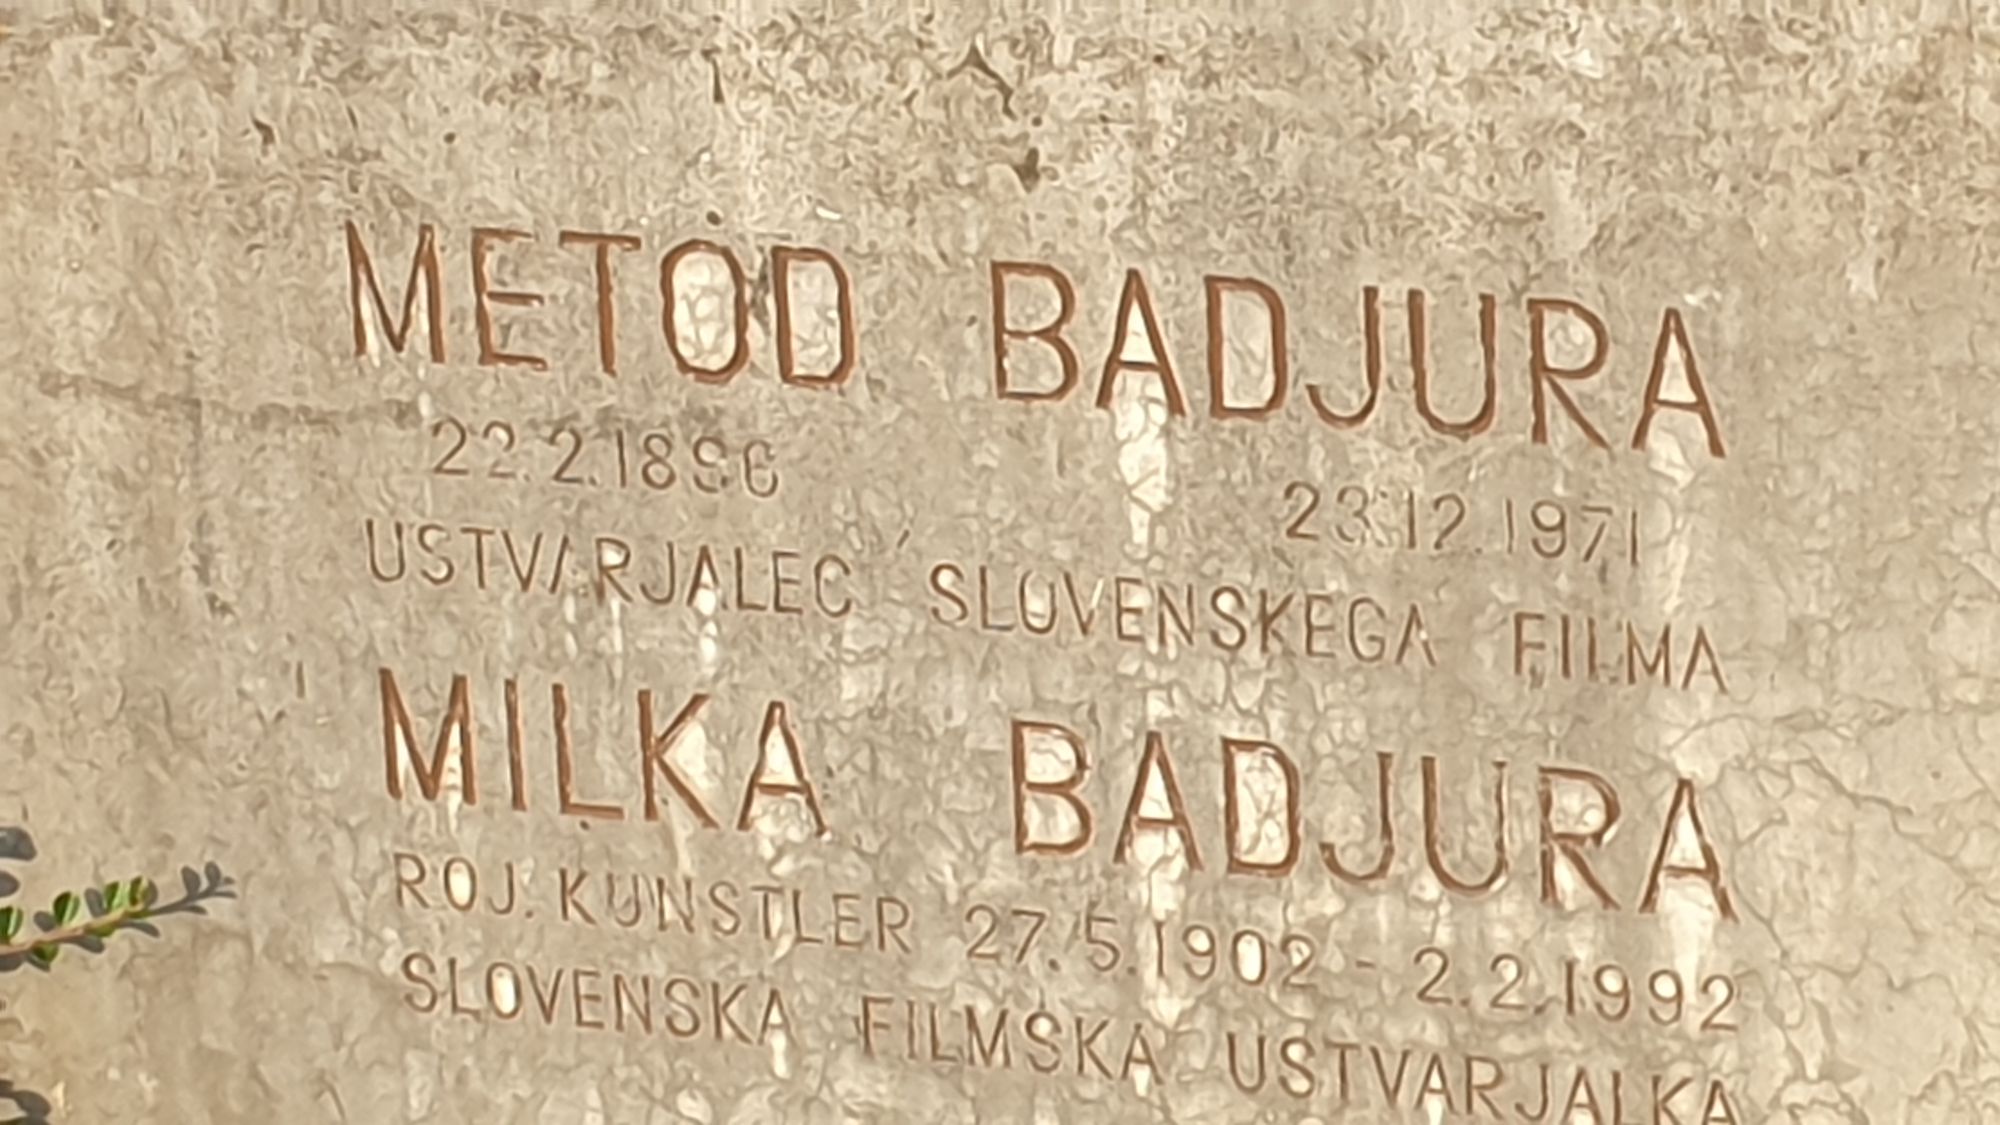 METOD BADJURA
22.2.1896 23.12.1971
USTVARJALEC SLOVENSKEGA FILMA
MILKA BADJURA
ROJ. KUNSTLER 27.5.1902 - 2.2.1992
SLOVENSKA FILMSKA USTVARJALKA